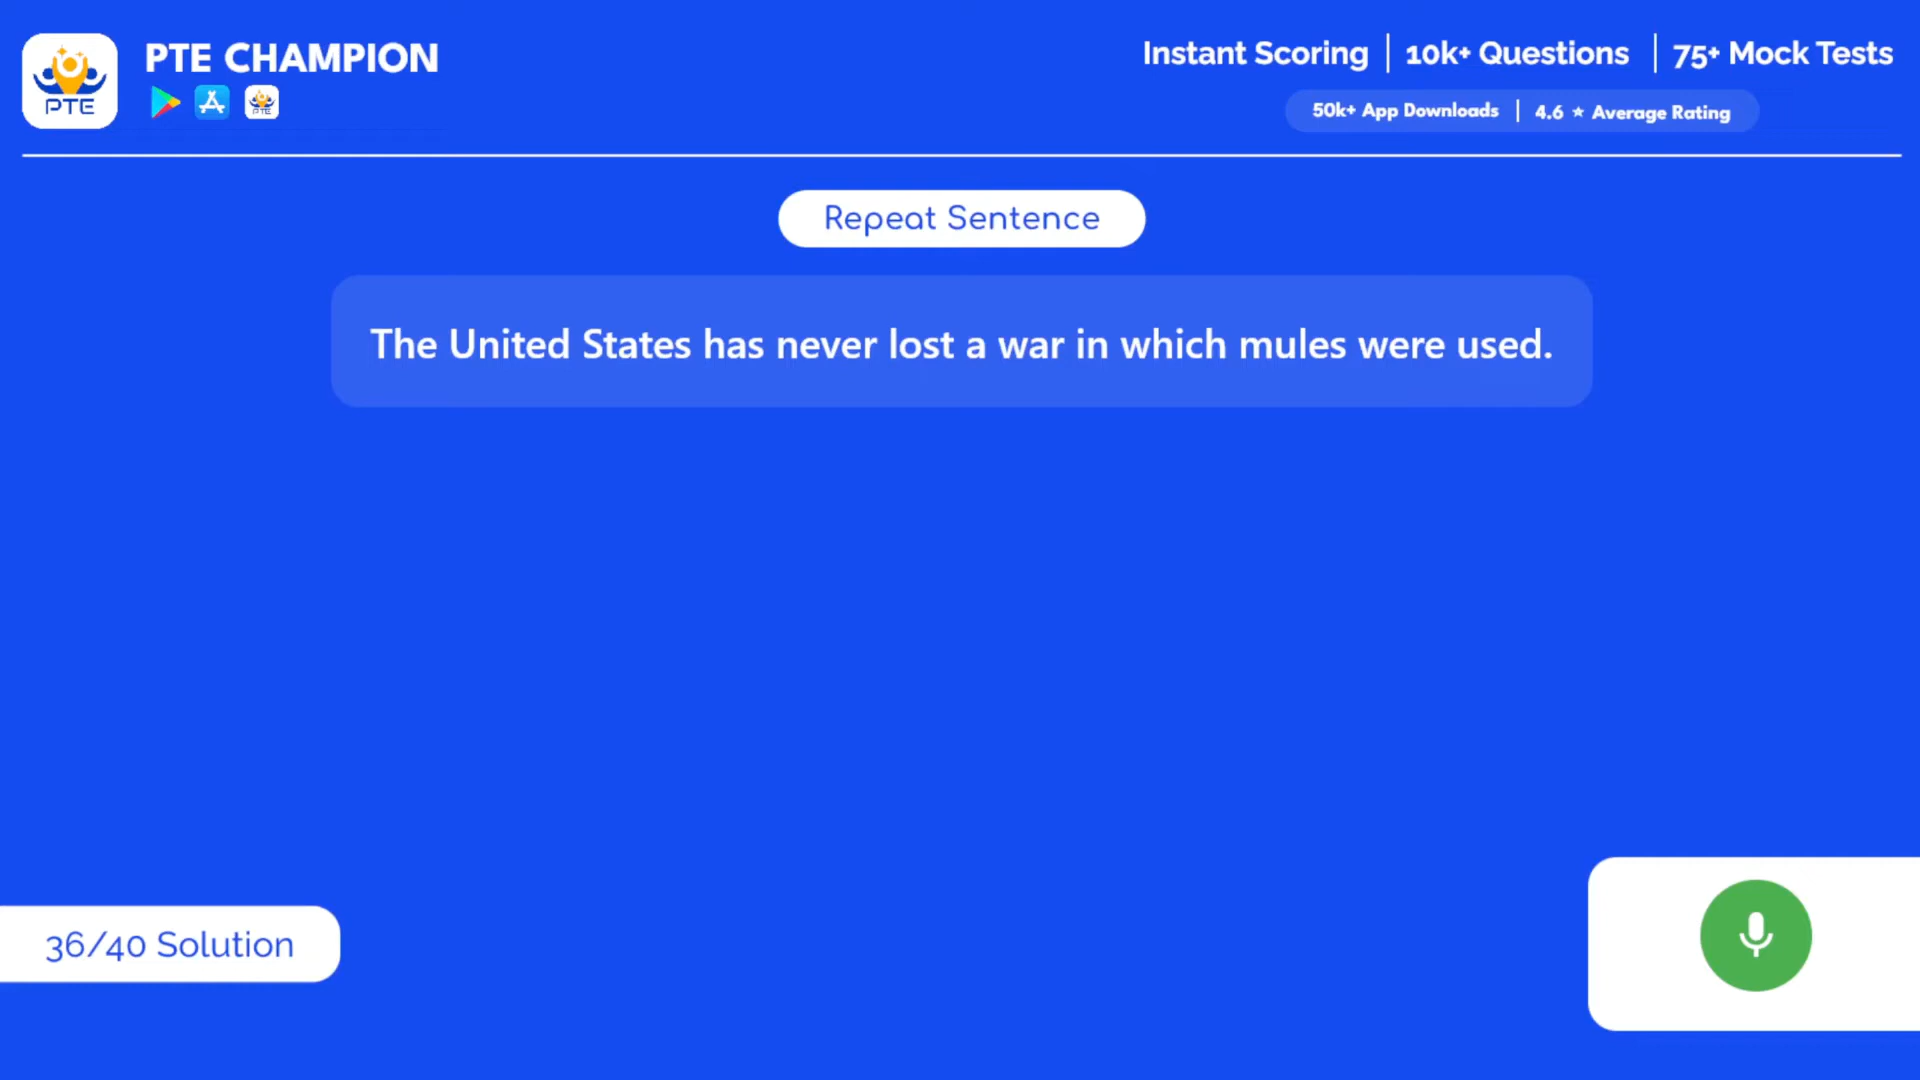 PTE CHAMPION
PTE
PTE
Instant Scoring | 10k+ Questions | 75+ Mock Tests
50k+ App Downloads | 4.6 ★ Average Rating
Repeat Sentence
The United States has never lost a war in which mules were used.
36/40 Solution